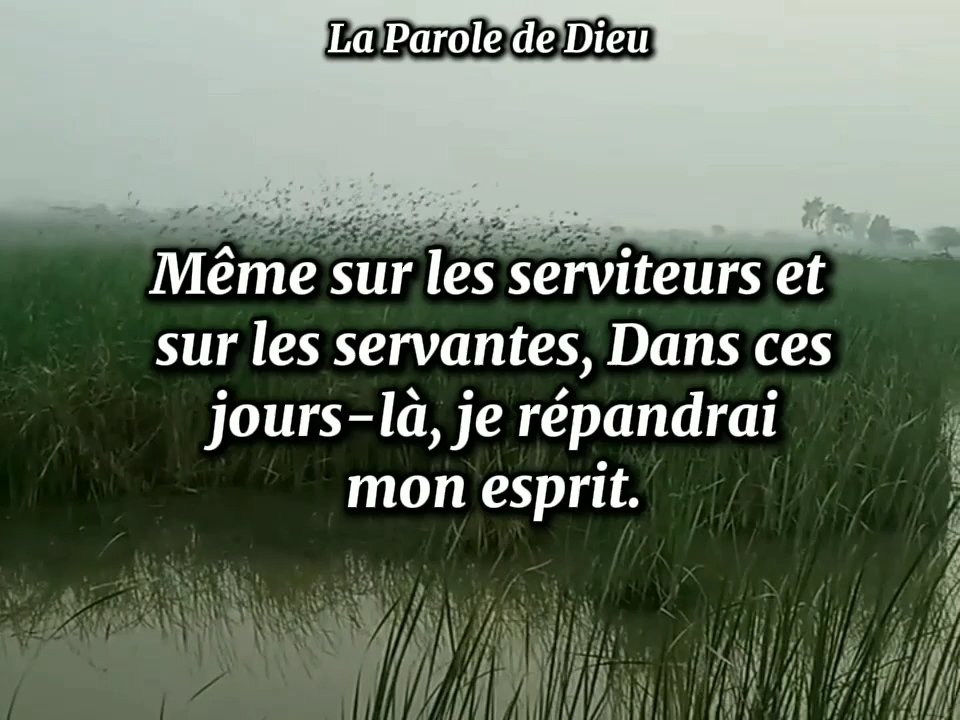 La Parole de Dieu
Même sur les serviteurs et
sur les servantes, Dans ces
jours-là, je répandrai
mon esprit.